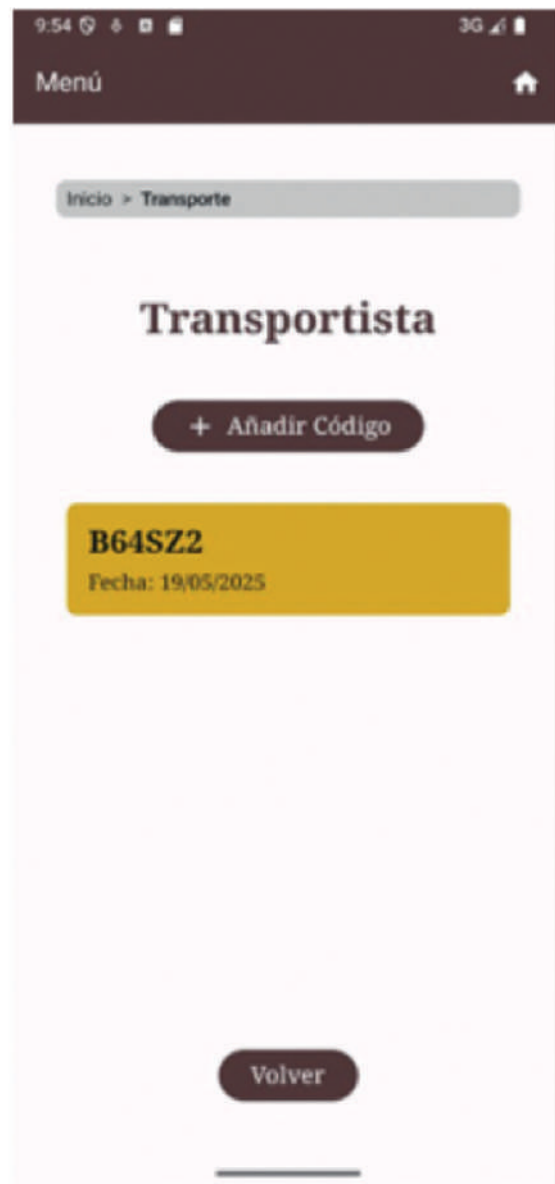 9:54
3G
Menú
Inicio > Transporte
Transportista
+ Añadir Código
B64SZ2
Fecha: 19/05/2025
Volver